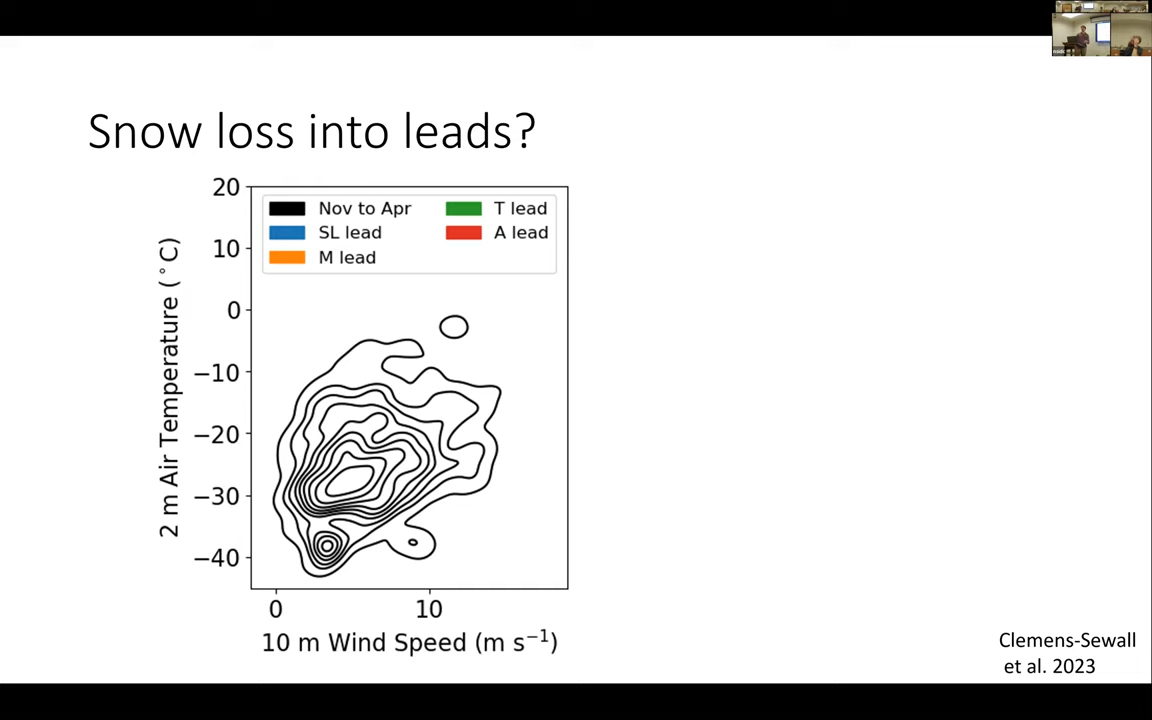 Snow loss into leads?
20
10
0
−10
−20
−30
−40
2 m Air Temperature (°C)
Nov to Apr
SL lead
M lead
T lead
A lead
0
10
10 m Wind Speed (m s⁻¹)
Clemens-Sewall
et al. 2023